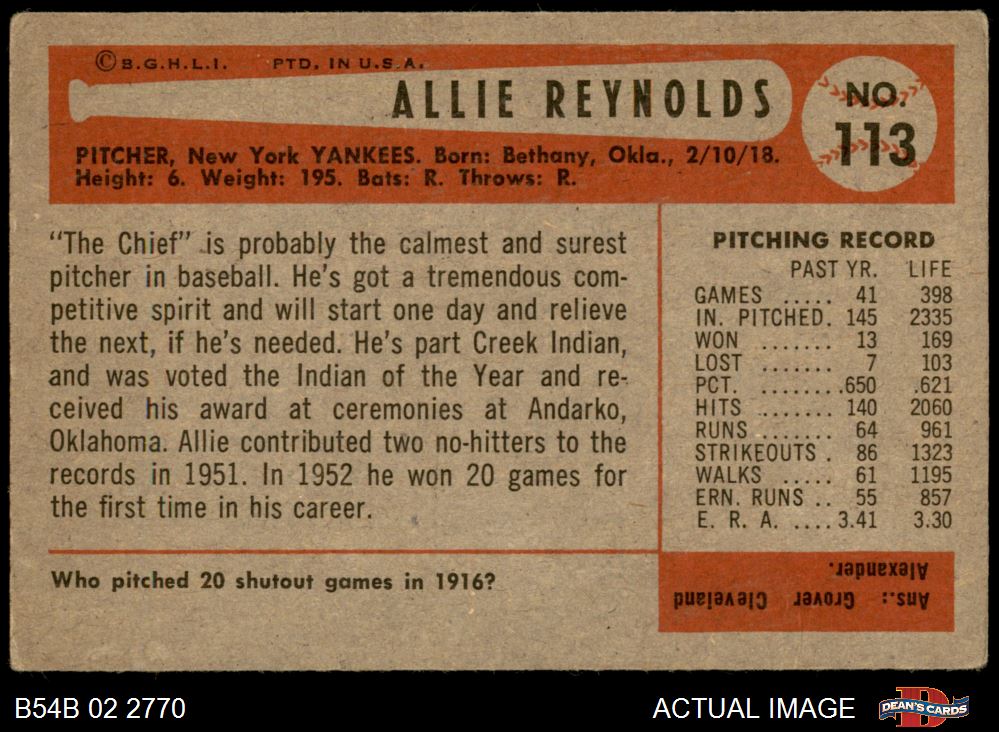 ©B.G.H.L.I. PTD. IN U.S.A.
ALLIE REYNOLDS
NO.
113
PITCHER, New York YANKEES. Born: Bethany, Okla., 2/10/18.
Height: 6. Weight: 195. Bats: R. Throws: R.
“The Chief” is probably the calmest and surest
pitcher in baseball. He's got a tremendous com-
petitive spirit and will start one day and relieve
the next, if he's needed. He's part Creek Indian,
and was voted the Indian of the Year and re-
ceived his award at ceremonies at Andarko,
Oklahoma. Allie contributed two no-hitters to the
records in 1951. In 1952 he won 20 games for
the first time in his career.
Who pitched 20 shutout games in 1916?
PITCHING RECORD
PAST YR. LIFE
GAMES ..... 41 398
IN. PITCHED. 145 2335
WON ....... 13 169
LOST ....... 7 103
PCT. ........ .650 .621
HITS ....... 140 2060
RUNS ....... 64 961
STRIKEOUTS . 86 1323
WALKS ..... 61 1195
ERN. RUNS .. 55 857
E. R. A. .... 3.41 3.30
Ans.: Grover Cleveland
Alexander.
B54B 02 2770
ACTUAL IMAGE
D
DEAN'S CARDS